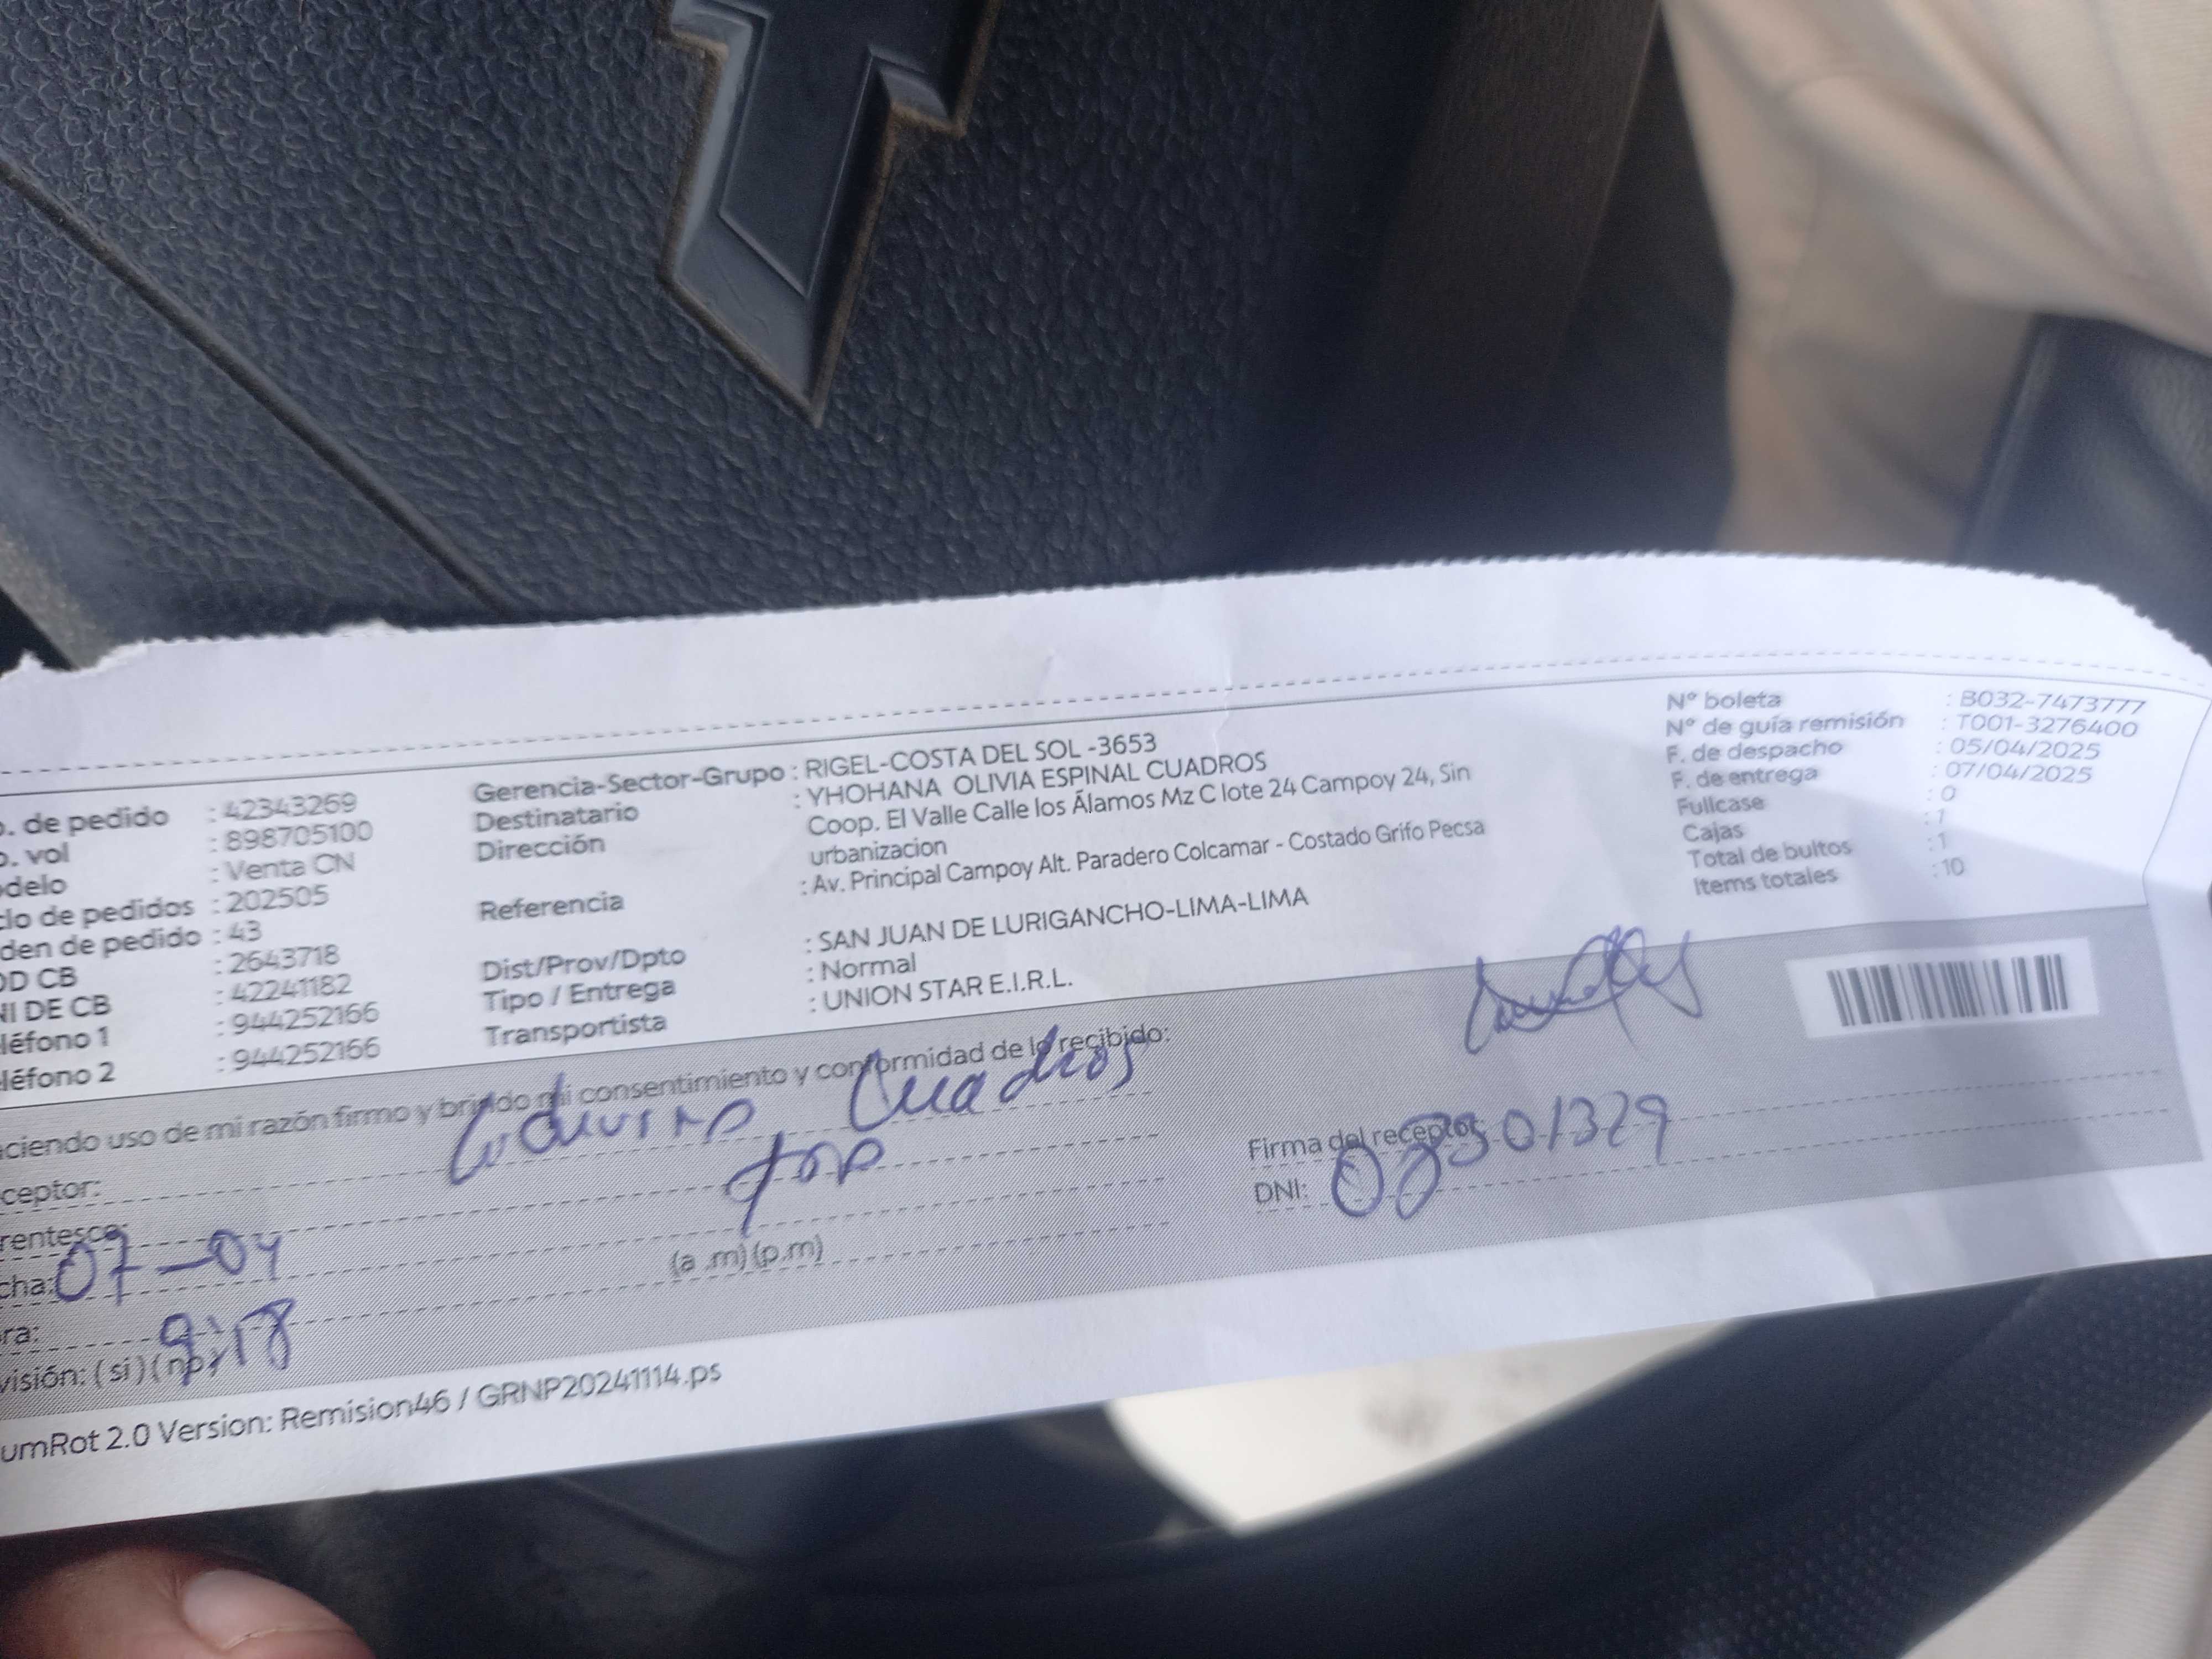 o. de pedido : 42343269
o. vol : 898705100
odelo : Venta CN
clo de pedidos : 202505
den de pedido : 43
OD CB : 2643718
NI DE CB : 42241182
léfono 1 : 944252166
léfono 2 : 944252166
Gerencia-Sector-Grupo : RIGEL-COSTA DEL SOL -3653
Destinatario : YHOHANA OLIVIA ESPINAL CUADROS
Dirección Coop. El Valle Calle los Álamos Mz C lote 24 Campoy 24, Sin
urbanizacion
Referencia : Av. Principal Campoy Alt. Paradero Colcamar - Costado Grifo Pecsa
Dist/Prov/Dpto : SAN JUAN DE LURIGANCHO-LIMA-LIMA
Tipo / Entrega : Normal
Transportista : UNION STAR E.I.R.L.
N° boleta : B032-7473777
N° de guía remisión : T001-3276400
F. de despacho : 05/04/2025
F. de entrega : 07/04/2025
Fullcase : 0
Cajas : 1
Total de bultos : 1
Items totales : 10
aciendo uso de mi razón firmo y brindo mi consentimiento y conformidad de lo recibido:
ceptor: Cuadros
rentesco:
cha: 07-04
(a .m) (p.m)
ra: 9:18
visión: ( si ) ( no )
Firma del receptor:
DNI:
umRot 2.0 Version: Remision46 / GRNP20241114.ps